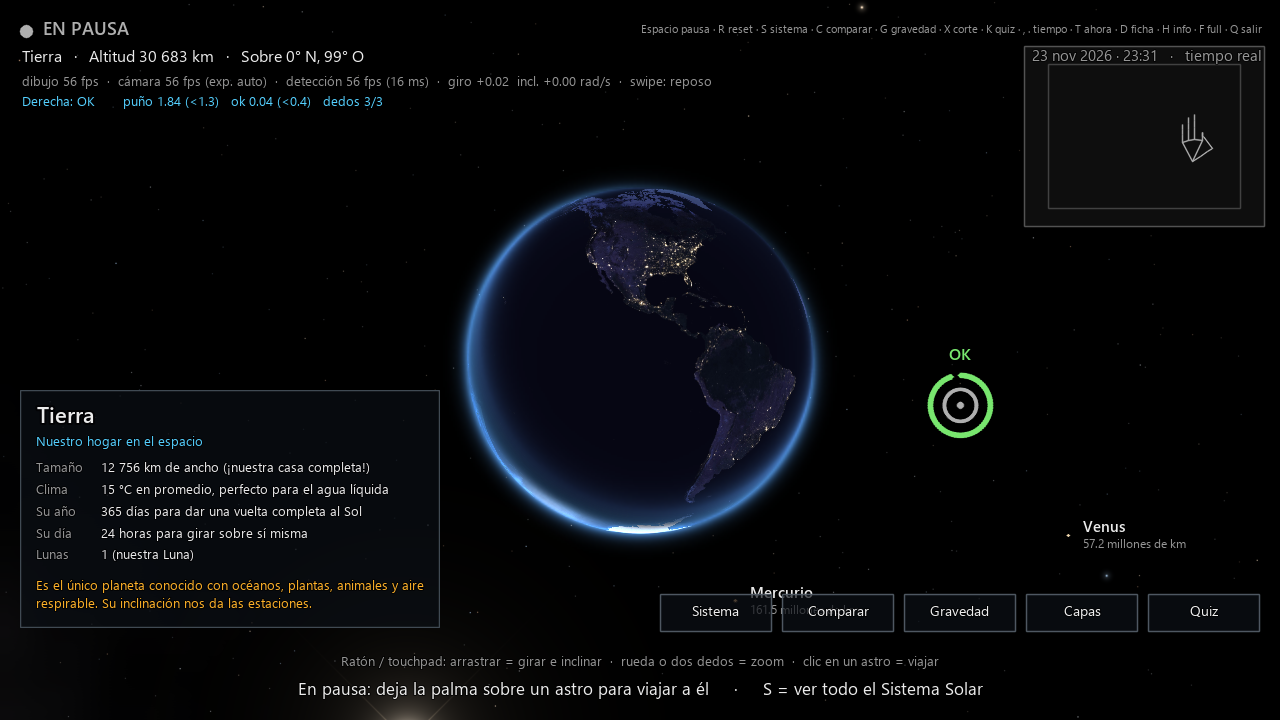 EN PAUSA
Espacio pausa · R reset · S sistema · C comparar · G gravedad · X corte · K quiz · , . tiempo · T ahora · D ficha · H info · F full · Q salir
Tierra · Altitud 30 683 km · Sobre 0° N, 99° O
23 nov 2026 · 23:31 · tiempo real
dibujo 56 fps · cámara 56 fps (exp. auto) · detección 56 fps (16 ms) · giro +0.02 incl. +0.00 rad/s · swipe: reposo
Derecha: OK puño 1.84 (<1.3) ok 0.04 (<0.4) dedos 3/3
OK
Tierra
Nuestro hogar en el espacio
Tamaño 12 756 km de ancho (¡nuestra casa completa!)
Clima 15 °C en promedio, perfecto para el agua líquida
Su año 365 días para dar una vuelta completa al Sol
Su día 24 horas para girar sobre sí misma
Lunas 1 (nuestra Luna)
Es el único planeta conocido con océanos, plantas, animales y aire
respirable. Su inclinación nos da las estaciones.
Venus
57.2 millones de km
Mercurio
161.5
Sistema Comparar Gravedad Capas Quiz
Ratón / touchpad: arrastrar = girar e inclinar · rueda o dos dedos = zoom · clic en un astro = viajar
En pausa: deja la palma sobre un astro para viajar a él · S = ver todo el Sistema Solar